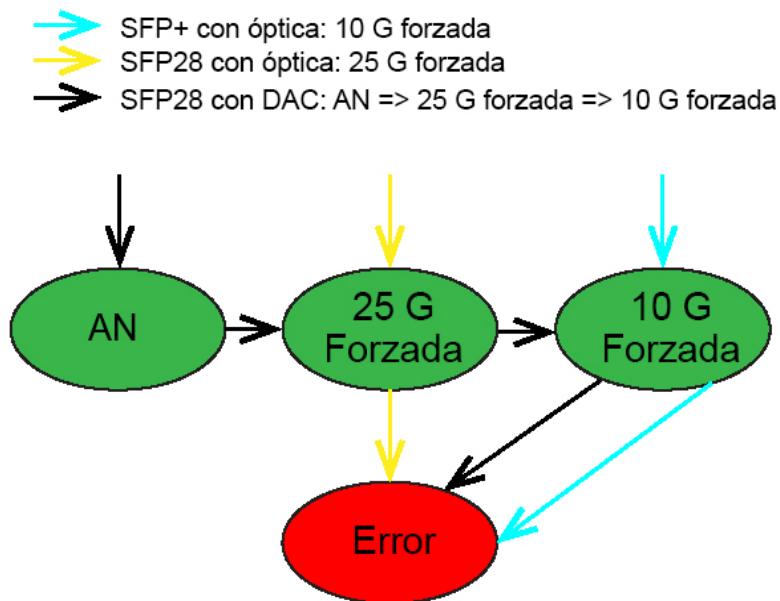 SFP+ con óptica: 10 G forzada
SFP28 con óptica: 25 G forzada
SFP28 con DAC: AN => 25 G forzada => 10 G forzada
AN
25 G
Forzada
10 G
Forzada
Error